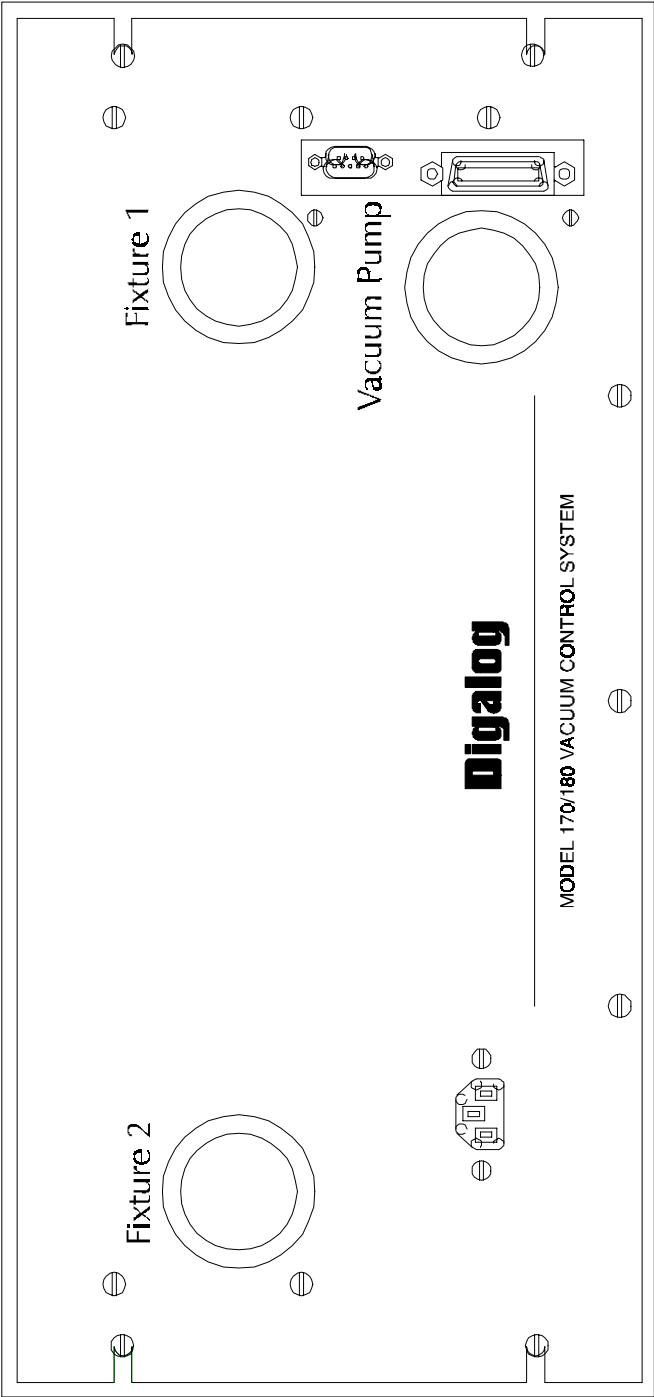 Fixture 2
Fixture 1
Vacuum Pump
Digalog
MODEL 170/180 VACUUM CONTROL SYSTEM